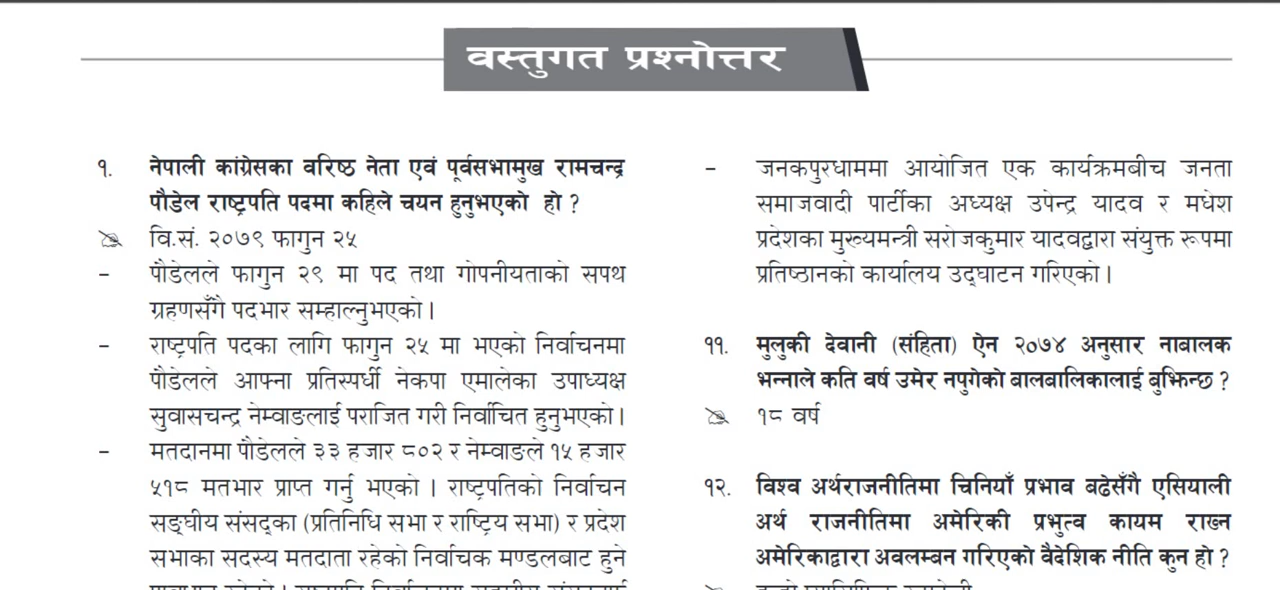 वस्तुगत प्रश्नोत्तर
१. नेपाली कांग्रेसका वरिष्ठ नेता एवं पूर्वसभामुख रामचन्द्र
पौडेल राष्ट्रपति पदमा कहिले चयन हुनुभएको हो ?
वि.सं. २०७९ फागुन २५
- पौडेलले फागुन २९ मा पद तथा गोपनीयताको सपथ
ग्रहणसँगै पदभार सम्हाल्नुभएको ।
- राष्ट्रपति पदका लागि फागुन २५ मा भएको निर्वाचनमा
पौडेलले आफ्ना प्रतिस्पर्धी नेकपा एमालेका उपाध्यक्ष
सुवासचन्द्र नेम्वाङलाई पराजित गरी निर्वाचित हुनुभएको ।
- मतदानमा पौडेलले ३३ हजार ८०२ र नेम्वाङले १५ हजार
५१८ मतभार प्राप्त गर्नु भएको । राष्ट्रपतिको निर्वाचन
सङ्घीय संसद्का (प्रतिनिधि सभा र राष्ट्रिय सभा) र प्रदेश
सभाका सदस्य मतदाता रहेको निर्वाचक मण्डलबाट हुने
- जनकपुरधाममा आयोजित एक कार्यक्रमबीच जनता
समाजवादी पार्टीका अध्यक्ष उपेन्द्र यादव र मधेश
प्रदेशका मुख्यमन्त्री सरोजकुमार यादवद्वारा संयुक्त रूपमा
प्रतिष्ठानको कार्यालय उद्घाटन गरिएको ।
११. मुलुकी देवानी (संहिता) ऐन २०७४ अनुसार नाबालक
भन्नाले कति वर्ष उमेर नपुगेको बालबालिकालाई बुझिन्छ ?
१८ वर्ष
१२. विश्व अर्थराजनीतिमा चिनियाँ प्रभाव बढेसँगै एसियाली
अर्थ राजनीतिमा अमेरिकी प्रभुत्व कायम राख्न
अमेरिकाद्वारा अवलम्बन गरिएको वैदेशिक नीति कुन हो ?